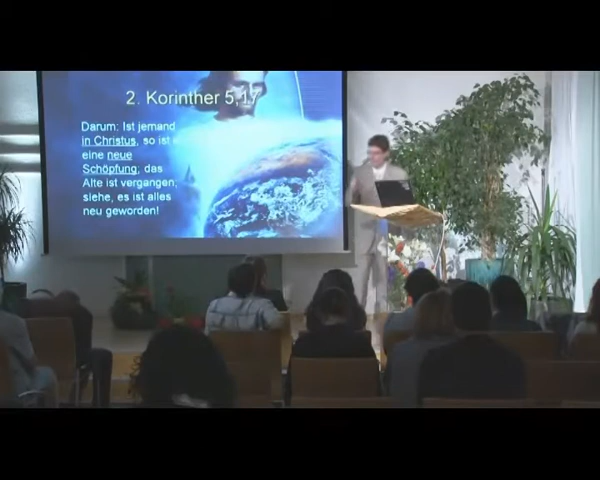 2. Korinther 5,17
Darum: Ist jemand
in Christus, so ist er
eine neue
Schöpfung; das
Alte ist vergangen,
siehe, es ist alles
neu geworden!